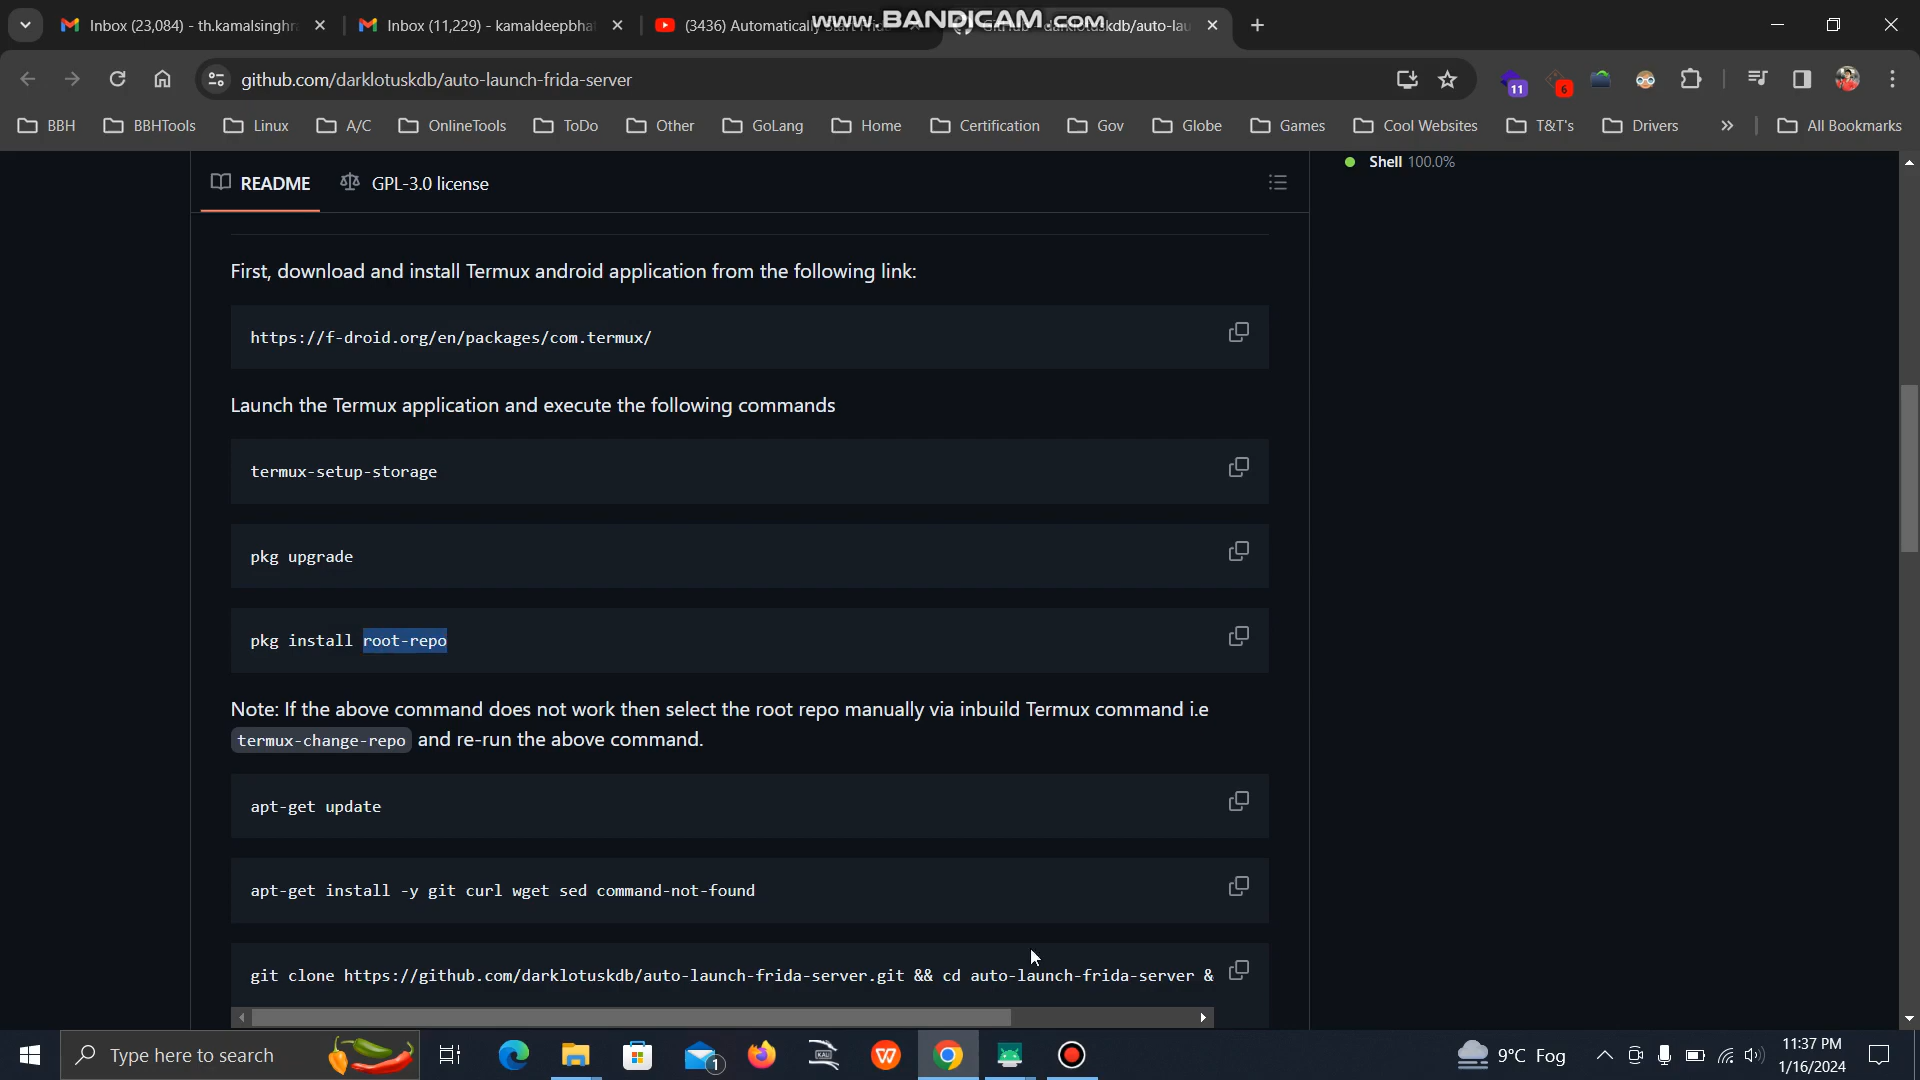 Inbox (23,084) - th.kamalsinghr
Inbox (11,229) - kamaldeepbha
(3436) Automatically Start Frida
GitHub - darklotuskdb/auto-lau
www.BANDICAM.com
github.com/darklotuskdb/auto-launch-frida-server
11
6
BBH
BBHTools
Linux
A/C
OnlineTools
ToDo
Other
GoLang
Home
Certification
Gov
Globe
Games
Cool Websites
T&T's
Drivers
All Bookmarks
README
GPL-3.0 license
Shell 100.0%
First, download and install Termux android application from the following link:
https://f-droid.org/en/packages/com.termux/
Launch the Termux application and execute the following commands
termux-setup-storage
pkg upgrade
pkg install root-repo
Note: If the above command does not work then select the root repo manually via inbuild Termux command i.e
termux-change-repo and re-run the above command.
apt-get update
apt-get install -y git curl wget sed command-not-found
git clone https://github.com/darklotuskdb/auto-launch-frida-server.git && cd auto-launch-frida-server &
Type here to search
1
9°C Fog
11:37 PM
1/16/2024